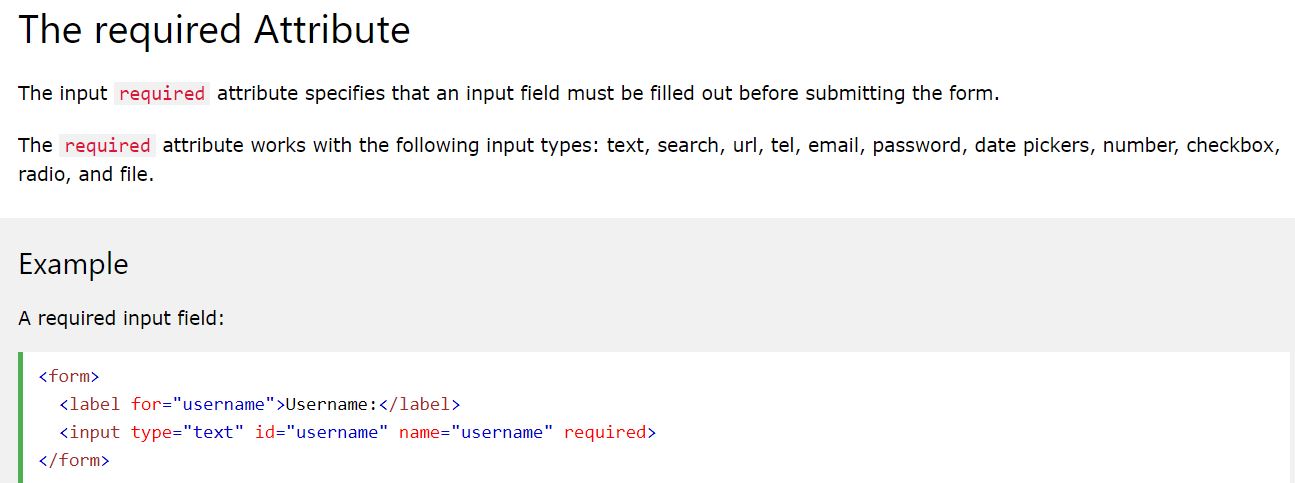 The required Attribute
The input required attribute specifies that an input field must be filled out before submitting the form.
The required attribute works with the following input types: text, search, url, tel, email, password, date pickers, number, checkbox,
radio, and file.
Example
A required input field:
<form>
  <label for="username">Username:</label>
  <input type="text" id="username" name="username" required>
</form>